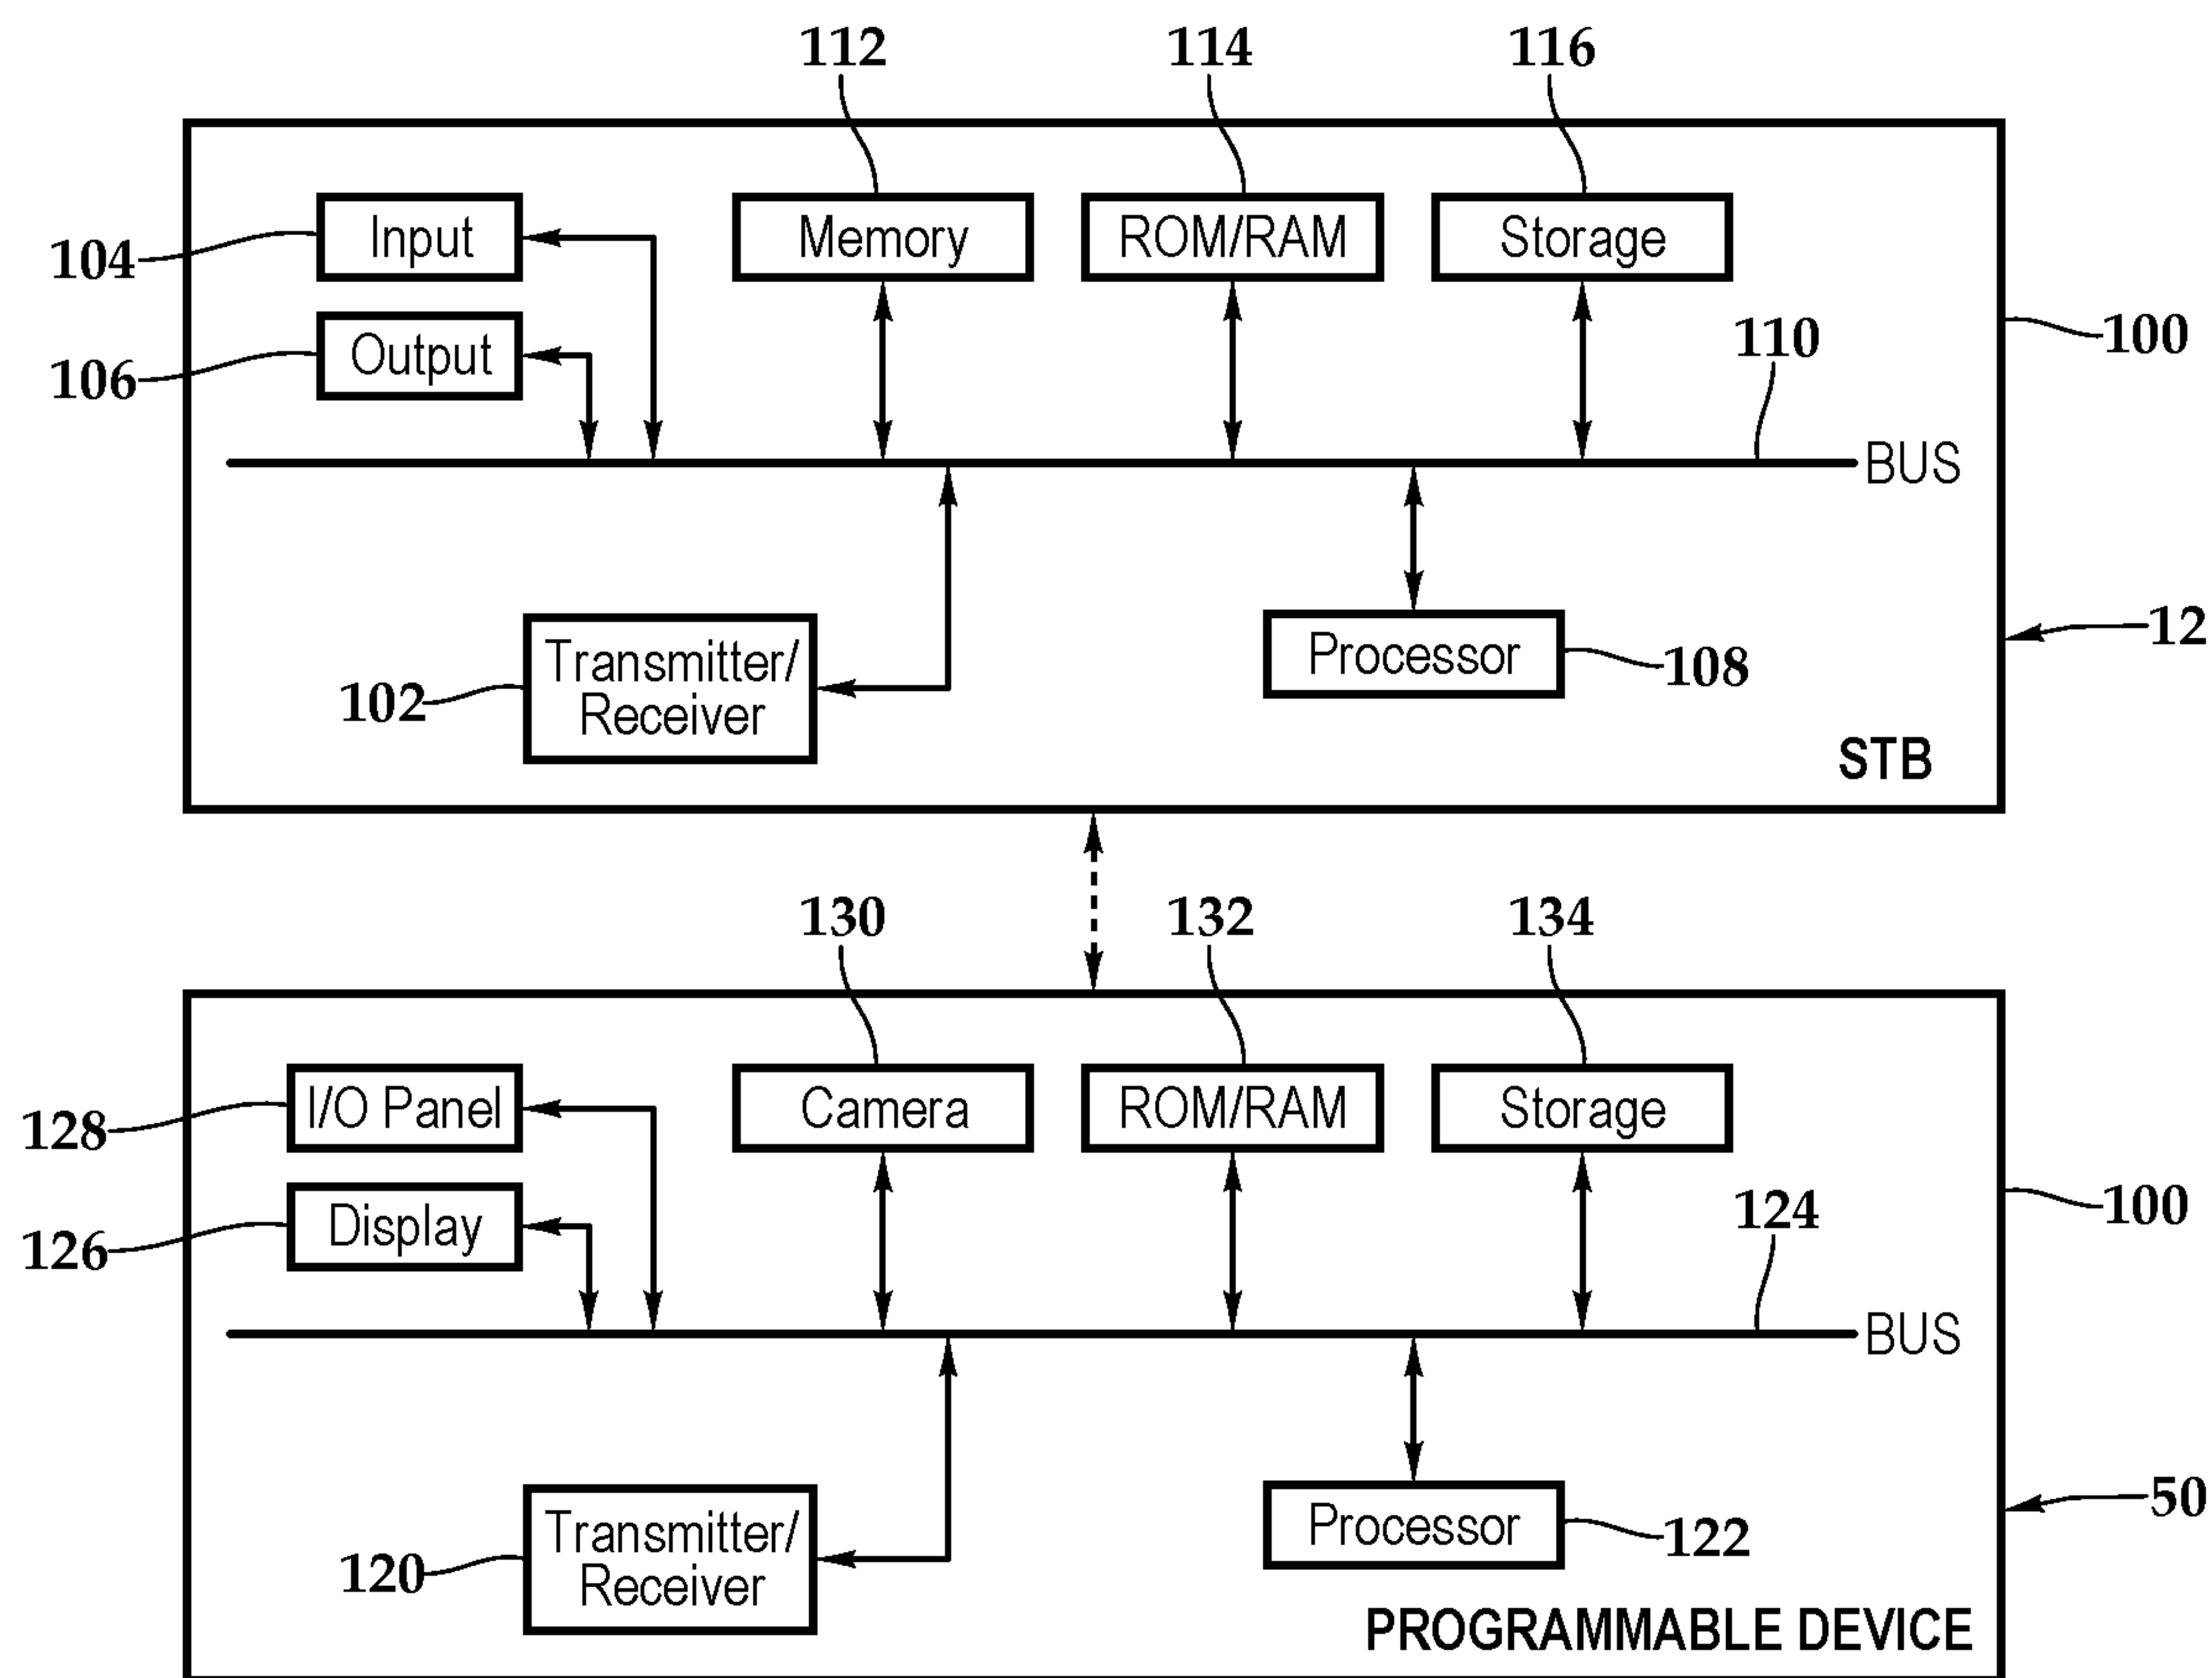 112 114 116
Input Memory ROM/RAM Storage
104
Output
106
110
100
BUS
12
Transmitter/
Receiver
102
Processor
108
STB
130 132 134
I/O Panel Camera ROM/RAM Storage
128
Display
126
124
100
BUS
50
Transmitter/
Receiver
120
Processor
122
PROGRAMMABLE DEVICE